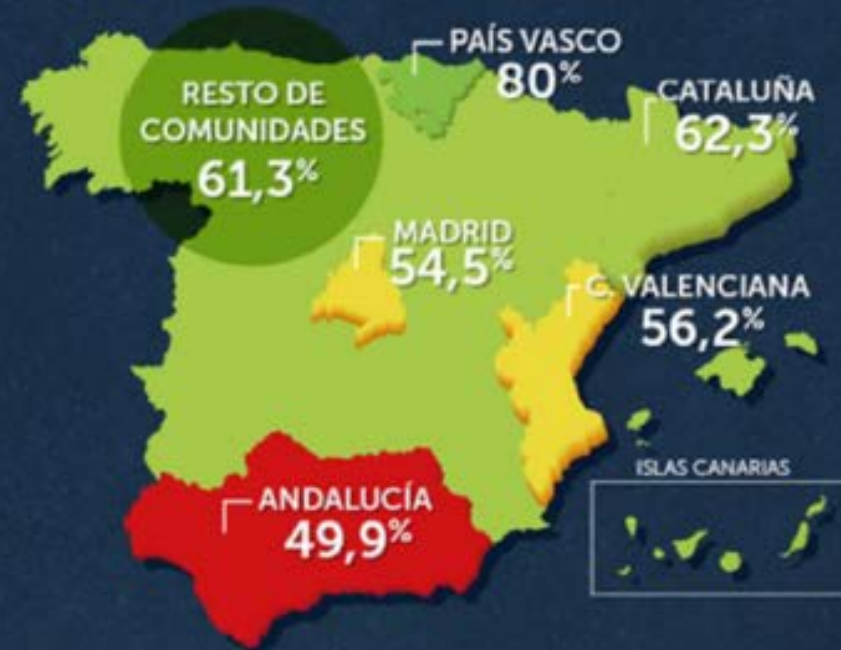 PAÍS VASCO
80%
RESTO DE
COMUNIDADES
61,3%
CATALUÑA
62,3%
MADRID
54,5%
C. VALENCIANA
56,2%
ISLAS CANARIAS
ANDALUCÍA
49,9%